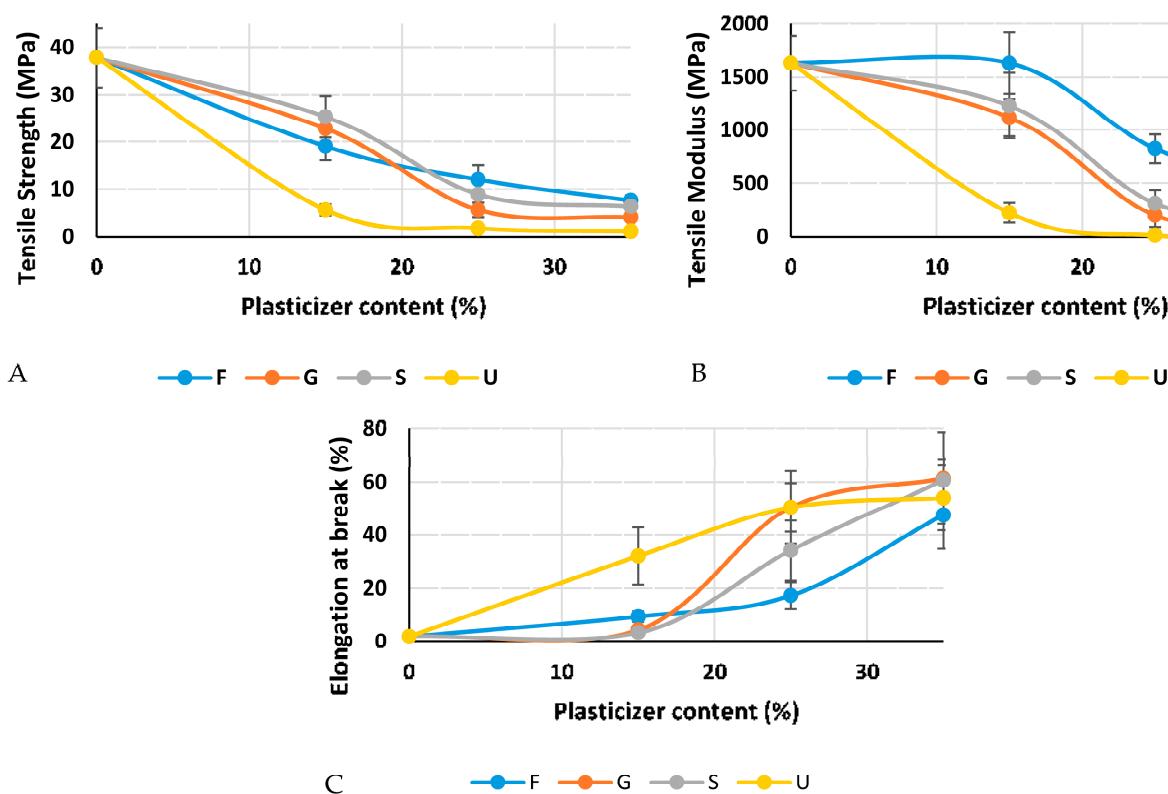 Tensile Strength (MPa)
40
30
20
10
0
0 10 20 30
Plasticizer content (%)
A
F G S U
Tensile Modulus (MPa)
2000
1500
1000
500
0
0 10 20
Plasticizer content (%)
B
F G S U
Elongation at break (%)
80
60
40
20
0
0 10 20 30
Plasticizer content (%)
C
F G S U